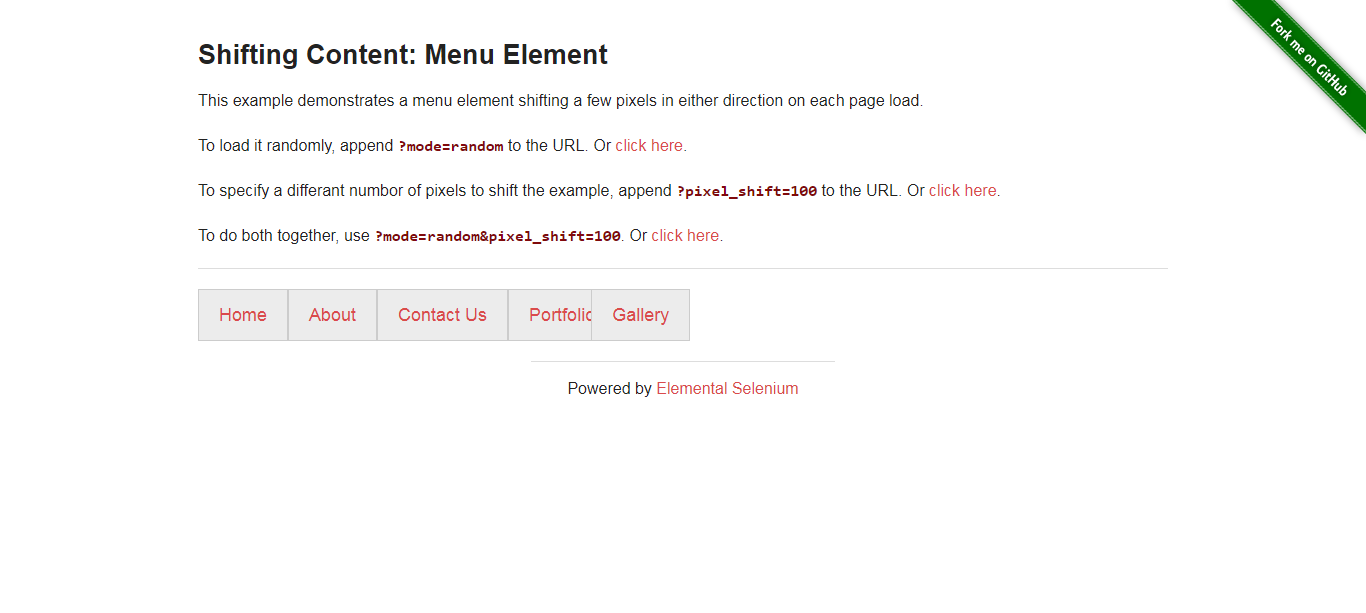 Fork me on GitHub
Shifting Content: Menu Element
This example demonstrates a menu element shifting a few pixels in either direction on each page load.
To load it randomly, append ?mode=random to the URL. Or click here.
To specify a differant numbor of pixels to shift the example, append ?pixel_shift=100 to the URL. Or click here.
To do both together, use ?mode=random&pixel_shift=100. Or click here.
Home About Contact Us Portfolio Gallery
Powered by Elemental Selenium